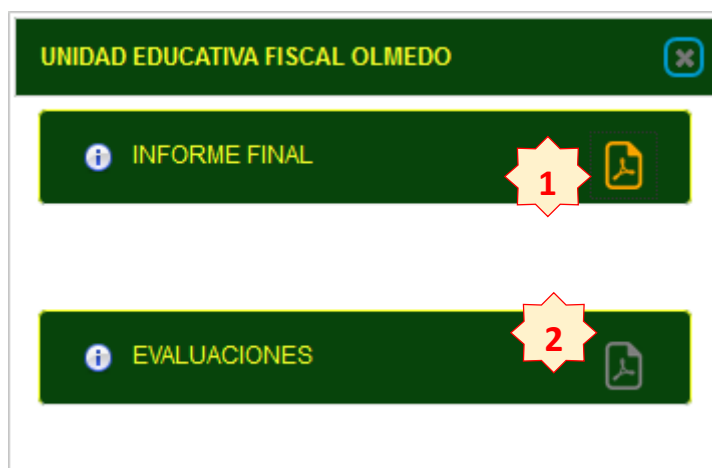 UNIDAD EDUCATIVA FISCAL OLMEDO
INFORME FINAL
1
EVALUACIONES
2